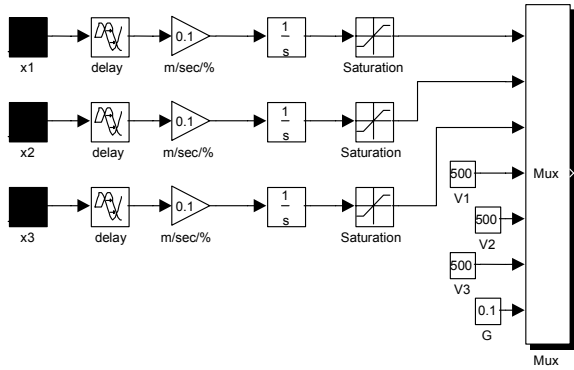 x1
delay
0.1
m/sec/%
1
s
Saturation
x2
delay
0.1
m/sec/%
1
s
Saturation
x3
delay
0.1
m/sec/%
1
s
Saturation
500
V1
500
V2
500
V3
0.1
G
Mux
Mux